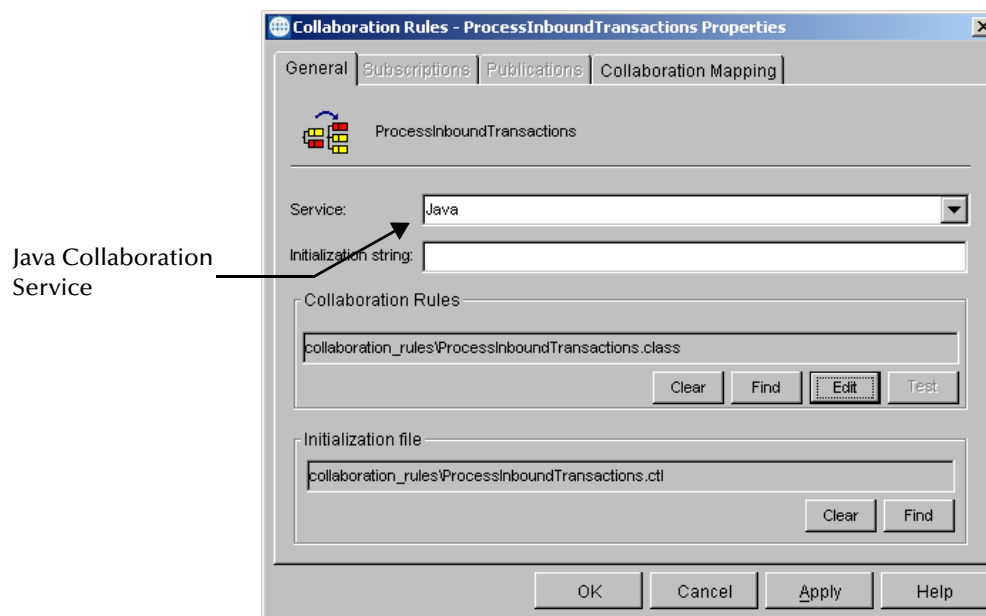 Collaboration Rules - ProcessInboundTransactions Properties
General Subscriptions Publications Collaboration Mapping
ProcessInboundTransactions
Service: Java
Java Collaboration
Service
Initialization string:
Collaboration Rules
collaboration_rules\ProcessInboundTransactions.class
Clear Find Edit Test
Initialization file
collaboration_rules\ProcessInboundTransactions.ctl
Clear Find
OK Cancel Apply Help